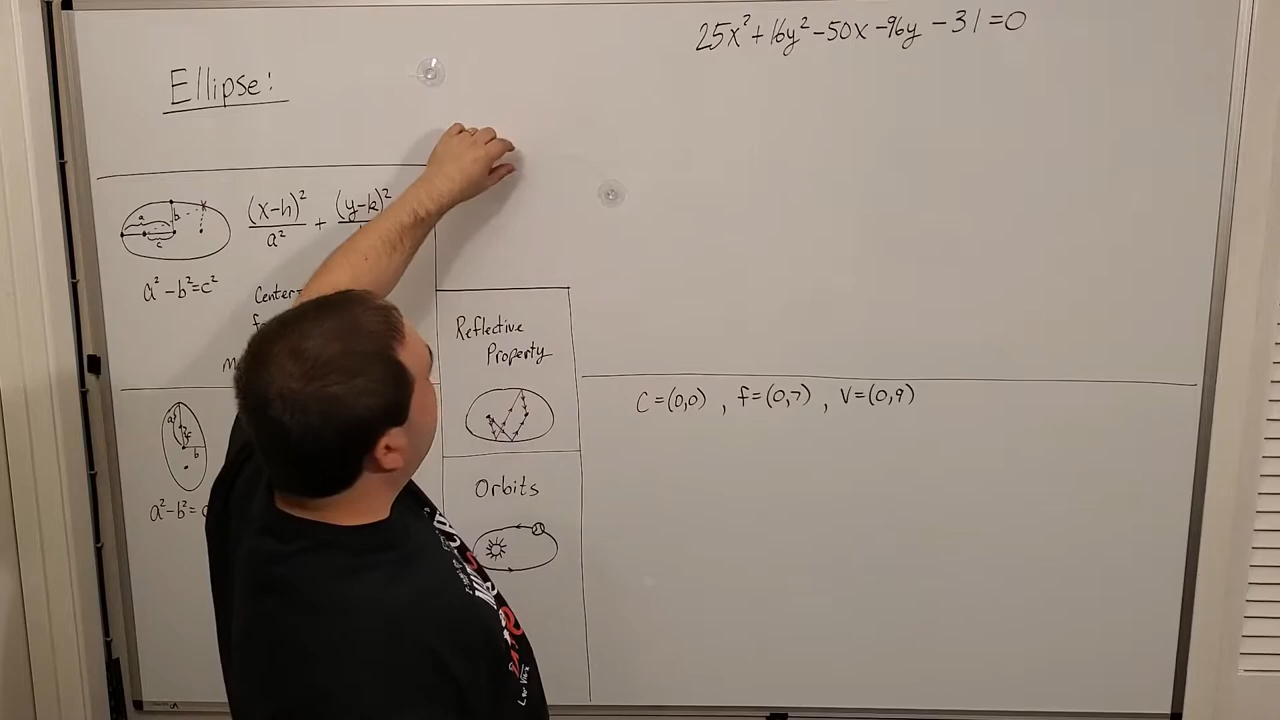 25x² + 16y² - 50x - 96y - 31 = 0
Ellipse:
a
b
c
(x-h)²
a²
+
(y-k)²
a² - b² = c²
Center=
Reflective
Property
C = (0,0) , f = (0,7) , V = (0,9)
a
c
b
a² - b² =
Orbits